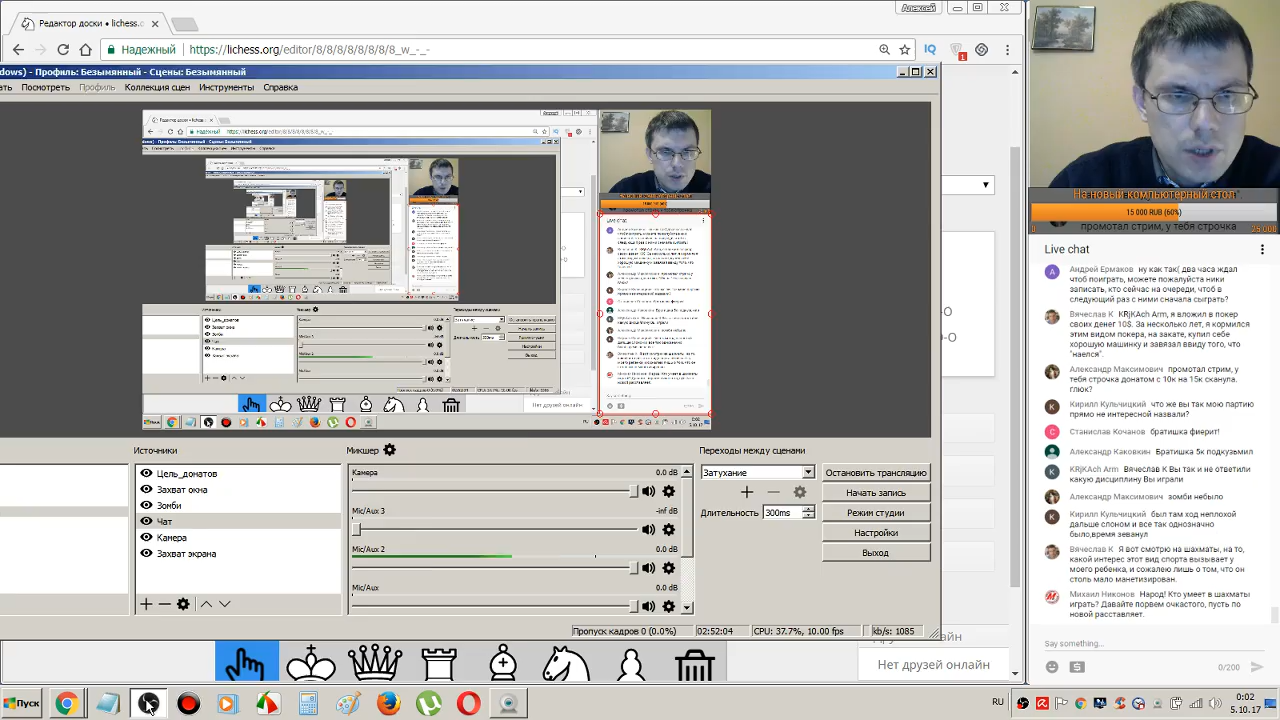 Редактор доски • lichess.o
Алексей
Надежный
https://lichess.org/editor/8/8/8/8/8/8/8/8_w_-_-
IQ
1
ndows) - Профиль: Безымянный - Сцены: Безымянный
ать Посмотреть Профиль Коллекция сцен Инструменты Справка
Источники
Цель_донатов
Захват окна
Зомби
Чат
Камера
Захват экрана
Микшер
Камера 0.0 dB
Mic/Aux 3 -inf dB
Mic/Aux 2 0.0 dB
Mic/Aux 0.0 dB
Переходы между сценами
Затухание
Длительность 300ms
Остановить трансляцию
Начать запись
Режим студии
Настройки
Выход
Пропуск кадров 0 (0.0%) 02:52:04 CPU: 37.7%, 10.00 fps kb/s: 1085
-O
O-O
нлайн
Нет друзей онлайн
Нет друзей онлайн
На новый компьютерный стол
15 000 RUB (60%)
0 25 000
промотал стрим, у тебя строчка
Live chat
А Андрей Ермаков ну как так( два часа ждал
чтоб поиграть, можете пожалуйста ники
записать, кто сейчас на очереди, чтоб в
следующий раз с ними сначала сыграть?
Вячеслав К KRjKAch Arm, я вложил в покер
своих денег 10$. За несколько лет, я кормился
этим видом покера, на закате, купил себе
хорошую машинку и завязал ввиду того, что
"наелся".
Александр Максимович промотал стрим, у
тебя строчка донатом с 10к на 15к сканула.
глюк?
К Кирилл Кульчицкий что же вы так мою партию
прямо не интересной назвали?
С Станислав Кочанов братишка фиерит!
Александр Каковкин Братишка 5к подкузьмил
K KRjKAch Arm Вячеслав К Вы так и не ответили
какую дисциплину Вы играли
Александр Максимович зомби небыло
К Кирилл Кульчицкий был там ход неплохой
дальше слоном и все так однозначно
было,время зеванул
Вячеслав К Я вот смотрю на шахматы, на то,
какой интерес этот вид спорта вызывает у
моего ребенка, и сожалею лишь о том, что он
столь мало манетизирован.
Михаил Никонов Народ! Кто умеет в шахматы
играть? Давайте порвем очкастого, пусть по
новой расставляет.
Say something...
0/200
Пуск
RU
0:02
5.10.17